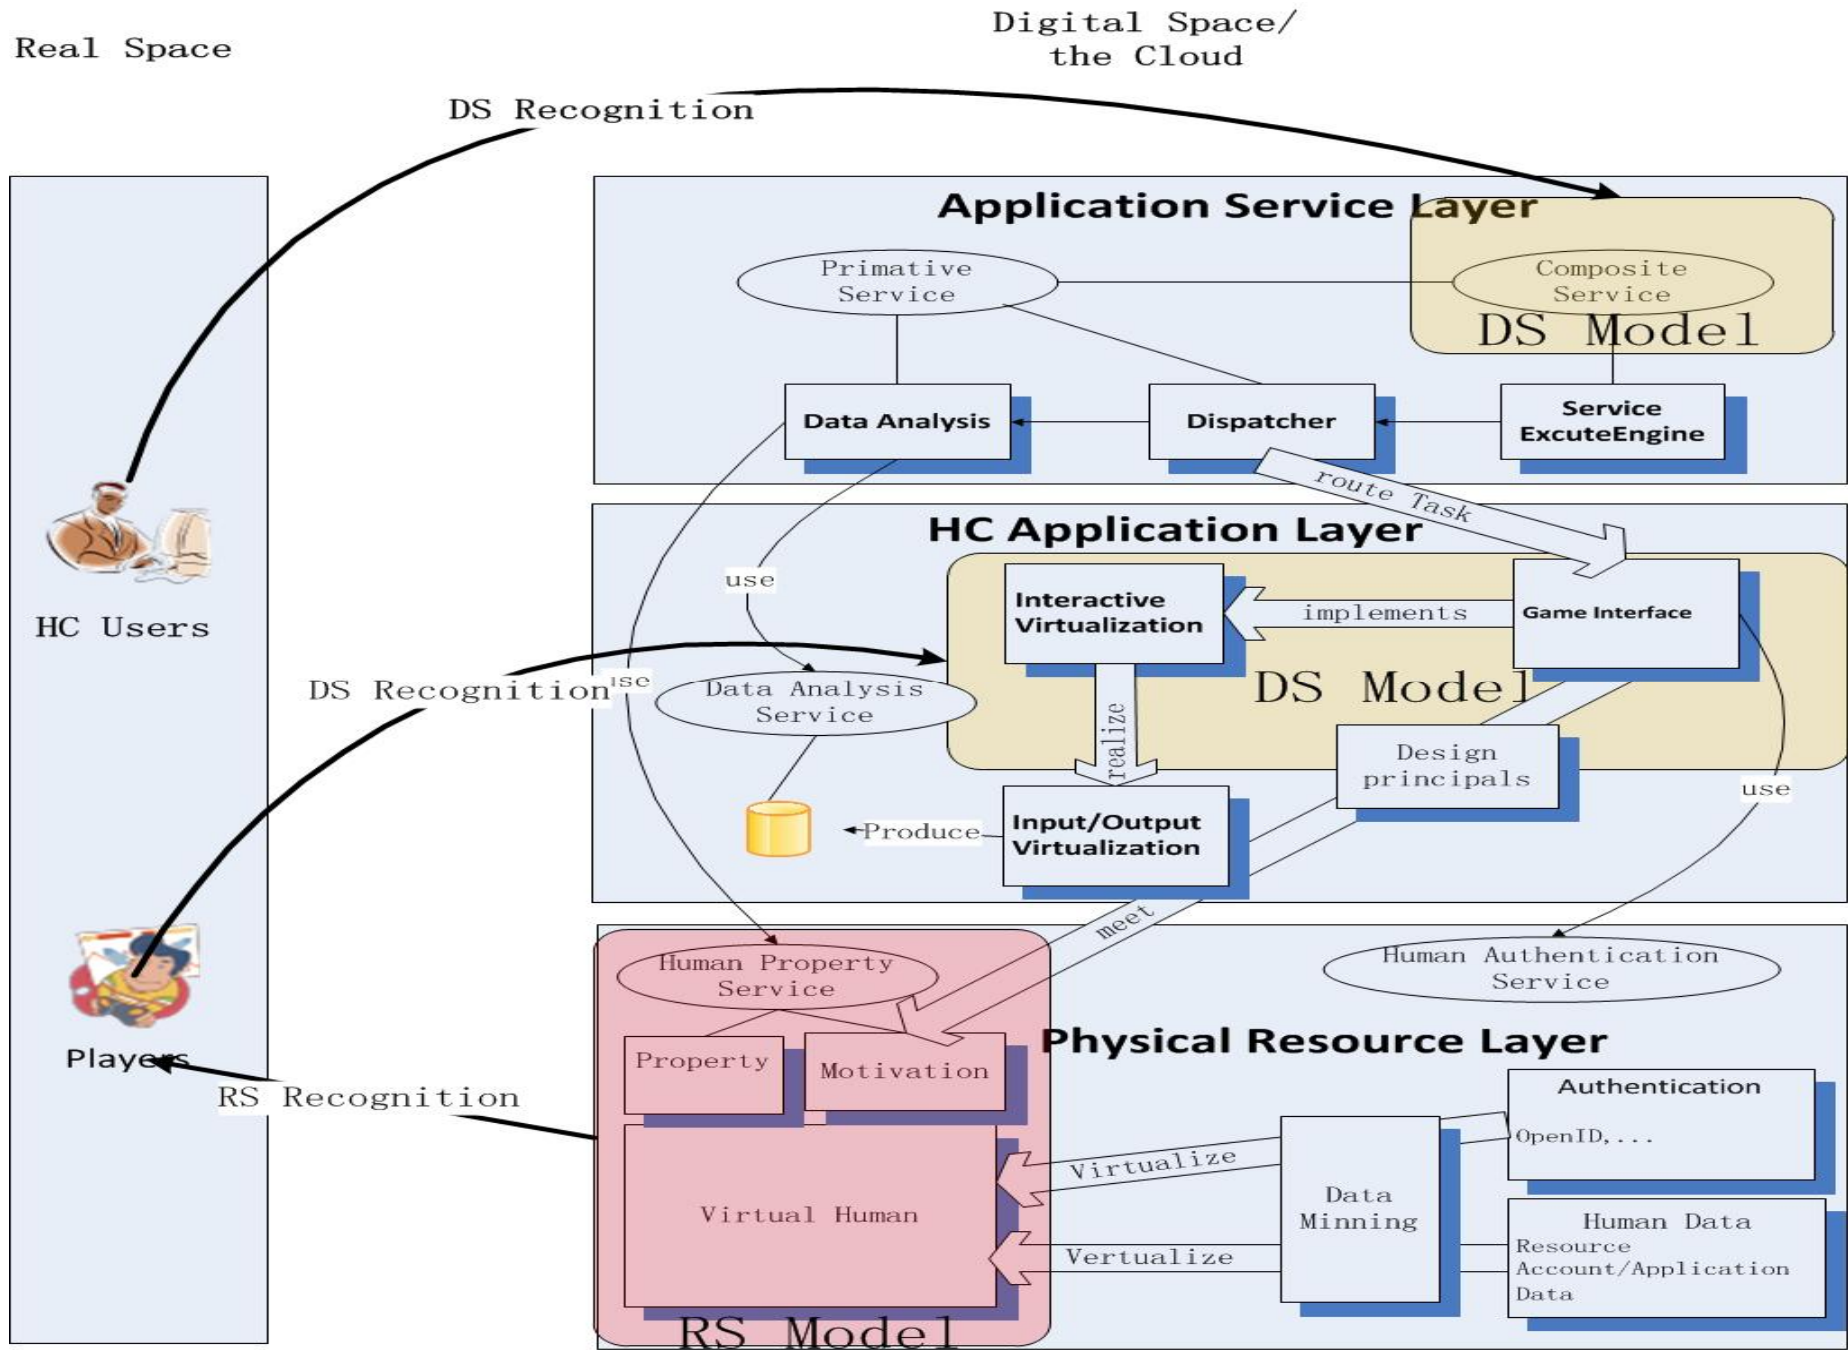 Real Space
Digital Space/
the Cloud
DS Recognition
Application Service Layer
Primative
Service
Composite
Service
DS Model
Data Analysis
Dispatcher
Service
ExcuteEngine
route Task
HC Application Layer
use
Interactive
Virtualization
implements
Game Interface
HC Users
DS Recognition
use
Data Analysis
Service
DS Model
realize
Design
principals
use
Produce
Input/Output
Virtualization
meet
Human Property
Service
Human Authentication
Service
Physical Resource Layer
Players
Property
Motivation
RS Recognition
Authentication
OpenID,...
Virtualize
Data
Minning
Virtual Human
Human Data
Resource
Account/Application
Data
Vertualize
RS Model